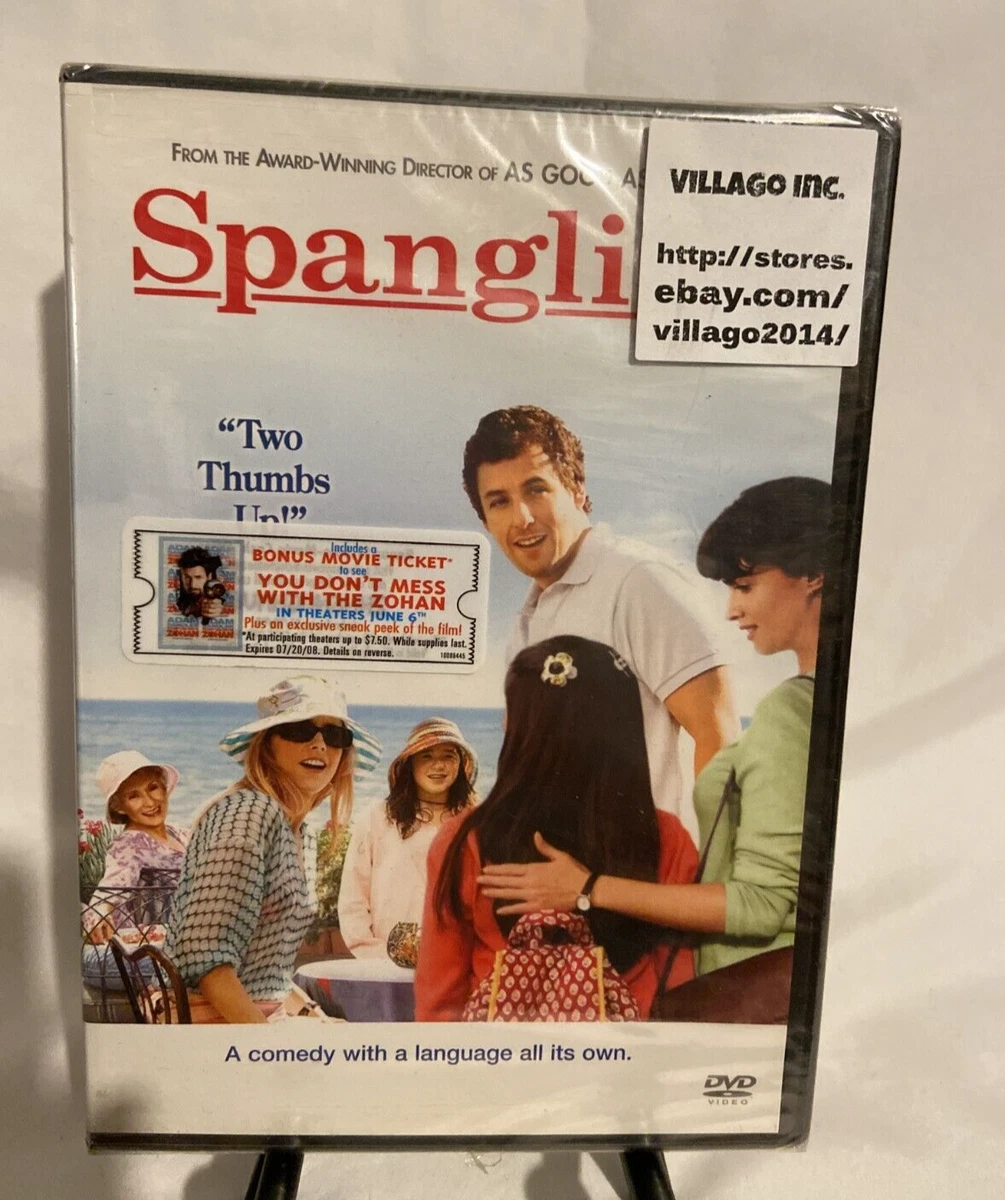 FROM THE AWARD-WINNING DIRECTOR OF AS GOO AS
Spangli
VILLAGO INC.
http://stores.
ebay.com/
villago2014/
“Two
Thumbs
Up!”
Includes a
BONUS MOVIE TICKET*
to see
YOU DON'T MESS
WITH THE ZOHAN
IN THEATERS JUNE 6TH
Plus an exclusive sneak peek of the film!
*At participating theaters up to $7.50. While supplies last.
Expires 07/20/08. Details on reverse.
A comedy with a language all its own.
DVD
VIDEO